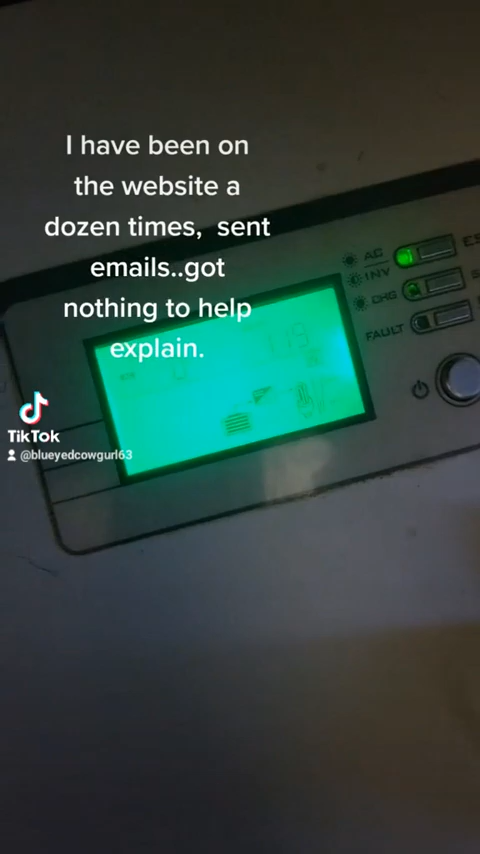 I have been on
the website a
dozen times,  sent
emails..got
nothing to help
explain.
AC
INV
CHG
FAULT
TikTok
@blueyedcowgurl63